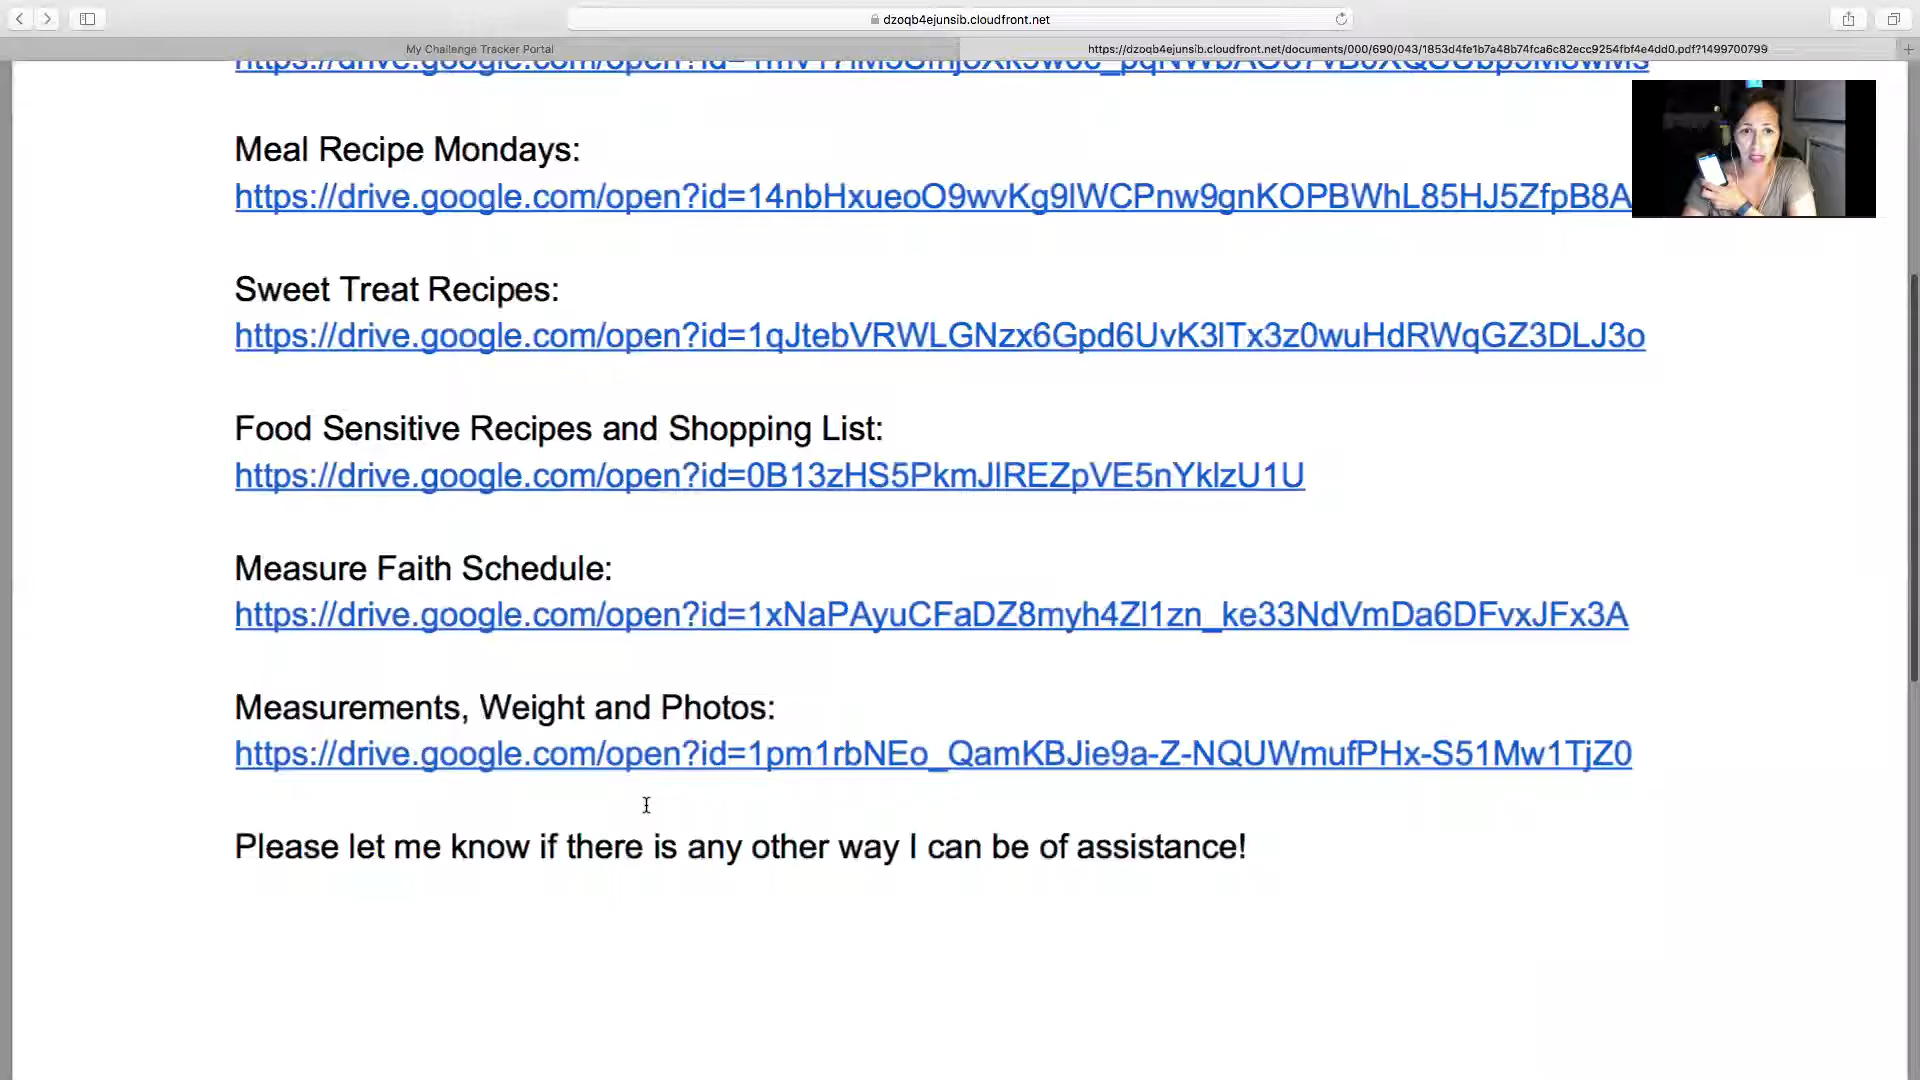 dzoqb4ejunsib.cloudfront.net
My Challenge Tracker Portal
https://dzoqb4ejunsib.cloudfront.net/documents/000/690/043/1853d4fe1b7a48b74fca6c82ecc9254fbf4e4dd0.pdf?1499700799
Meal Recipe Mondays:
https://drive.google.com/open?id=14nbHxueoO9wvKg9lWCPnw9gnKOPBWhL85HJ5ZfpB8A
Sweet Treat Recipes:
https://drive.google.com/open?id=1qJtebVRWLGNzx6Gpd6UvK3lTx3z0wuHdRWqGZ3DLJ3o
Food Sensitive Recipes and Shopping List:
https://drive.google.com/open?id=0B13zHS5PkmJlREZpVE5nYklzU1U
Measure Faith Schedule:
https://drive.google.com/open?id=1xNaPAyuCFaDZ8myh4Zl1zn_ke33NdVmDa6DFvxJFx3A
Measurements, Weight and Photos:
https://drive.google.com/open?id=1pm1rbNEo_QamKBJie9a-Z-NQUWmufPHx-S51Mw1TjZ0
Please let me know if there is any other way I can be of assistance!